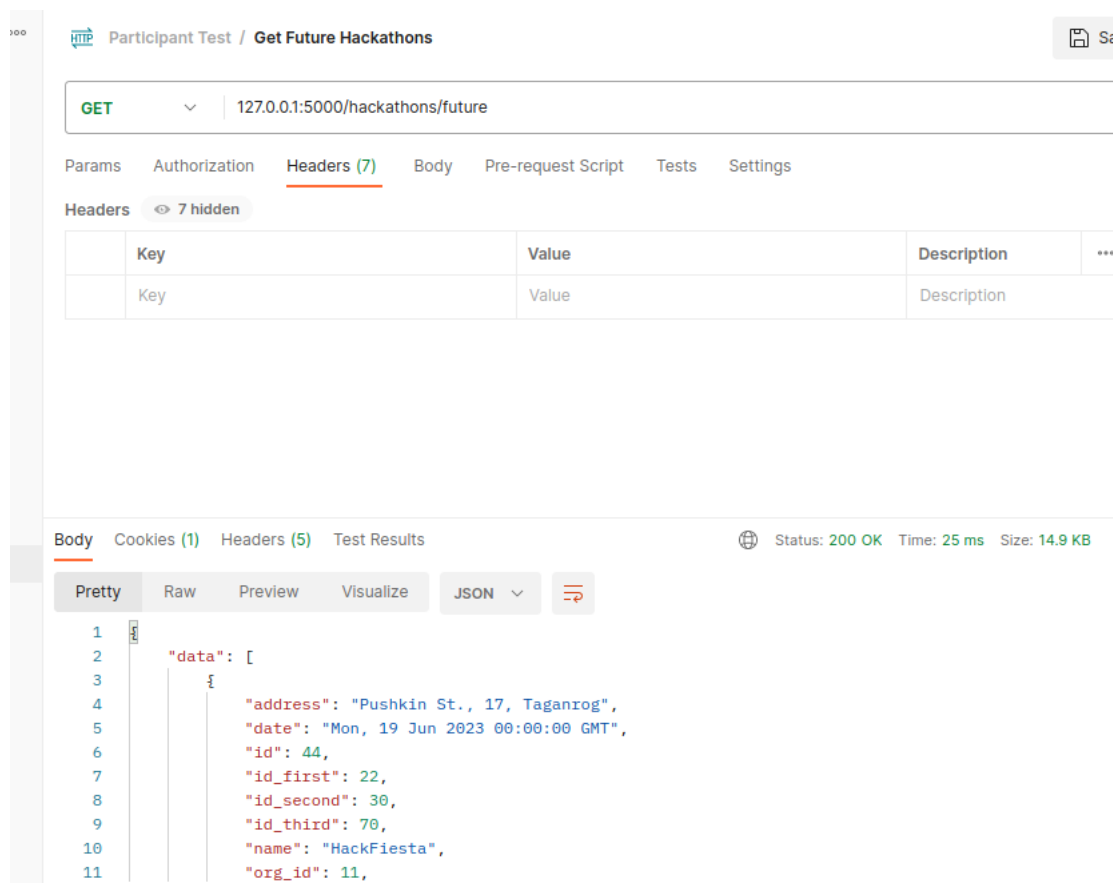 HTTP Participant Test / Get Future Hackathons
GET 127.0.0.1:5000/hackathons/future
Params Authorization Headers (7) Body Pre-request Script Tests Settings
Headers 7 hidden
Key Value Description
Key Value Description
Body Cookies (1) Headers (5) Test Results Status: 200 OK Time: 25 ms Size: 14.9 KB
Pretty Raw Preview Visualize JSON
1 {
2 "data": [
3 {
4 "address": "Pushkin St., 17, Taganrog",
5 "date": "Mon, 19 Jun 2023 00:00:00 GMT",
6 "id": 44,
7 "id_first": 22,
8 "id_second": 30,
9 "id_third": 70,
10 "name": "HackFiesta",
11 "org_id": 11,